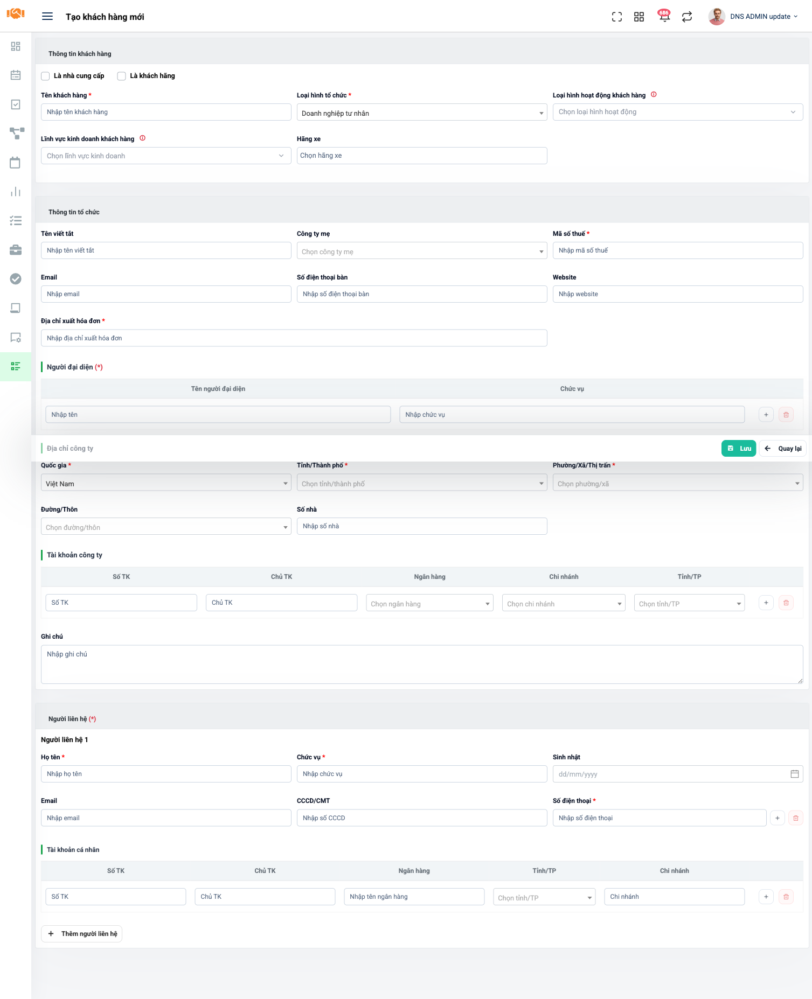 Tạo khách hàng mới
686
DNS ADMIN update
Thông tin khách hàng
Là nhà cung cấp Là khách hãng
Tên khách hàng * Loại hình tổ chức * Loại hình hoạt động khách hàng
Nhập tên khách hàng Doanh nghiệp tư nhân Chọn loại hình hoạt động
Lĩnh vực kinh doanh khách hàng Hãng xe
Chọn lĩnh vực kinh doanh Chọn hãng xe
Thông tin tổ chức
Tên viết tắt Công ty mẹ Mã số thuế *
Nhập tên viết tắt Chọn công ty mẹ Nhập mã số thuế
Email Số điện thoại bàn Website
Nhập email Nhập số điện thoại bàn Nhập website
Địa chỉ xuất hóa đơn *
Nhập địa chỉ xuất hóa đơn
Người đại diện (*)
Tên người đại diện Chức vụ
Nhập tên Nhập chức vụ
Địa chỉ công ty Lưu Quay lại
Quốc gia * Tỉnh/Thành phố * Phường/Xã/Thị trấn *
Việt Nam Chọn tỉnh/thành phố Chọn phường/xã
Đường/Thôn Số nhà
Chọn đường/thôn Nhập số nhà
Tài khoản công ty
Số TK Chủ TK Ngân hàng Chi nhánh Tỉnh/TP
Số TK Chủ TK Chọn ngân hàng Chọn chi nhánh Chọn tỉnh/TP
Ghi chú
Nhập ghi chú
Người liên hệ (*)
Người liên hệ 1
Họ tên * Chức vụ * Sinh nhật
Nhập họ tên Nhập chức vụ dd/mm/yyyy
Email CCCD/CMT Số điện thoại *
Nhập email Nhập số CCCD Nhập số điện thoại
Tài khoản cá nhân
Số TK Chủ TK Ngân hàng Tỉnh/TP Chi nhánh
Số TK Chủ TK Nhập tên ngân hàng Chọn tỉnh/TP Chi nhánh
Thêm người liên hệ